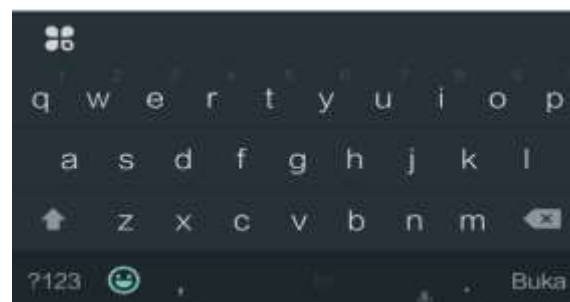 q w e r t y u i o p
a s d f g h j k l
z x c v b n m
?123 , . Buka